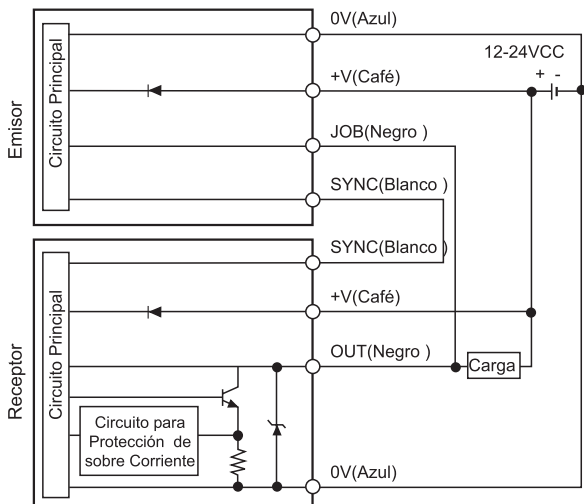 Emisor
Circuito Principal
0V(Azul)
12-24VCC
+ -
+V(Café)
JOB(Negro )
SYNC(Blanco )
Receptor
Circuito Principal
SYNC(Blanco )
+V(Café)
OUT(Negro )
Carga
Circuito para
Protección de
sobre Corriente
0V(Azul)